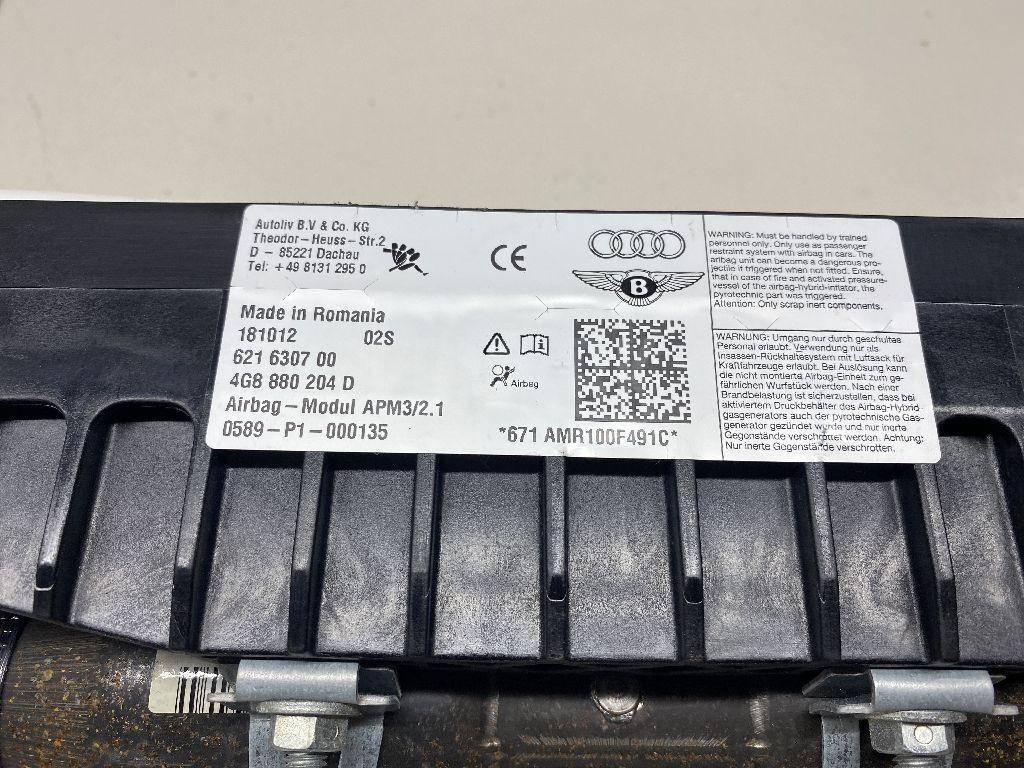 Autoliv B.V & Co. KG
Theodor-Heuss-Str.2
D - 85221 Dachau
Tel: +49 8131 295 0
CE
B
Made in Romania
181012 02S
621 6307 00
4G8 880 204 D
Airbag-Modul APM3/2.1
0589-P1-000135
Airbag
*671 AMR100F491C*
WARNING: Must be handled by trained
personnel only. Only use as passenger
restraint system with airbag in cars. The
airbag unit can become a dangerous pro-
jectile if triggered when not fitted. Ensure,
that in case of fire and activated pressure-
vessel of the airbag-hybrid-inflator, the
pyrotechnic part was triggered.
Attention: Only scrap inert components.
WARNUNG: Umgang nur durch geschultes
Personal erlaubt. Verwendung nur als
Insassen-Rückhaltesystem mit Luftsack für
Kraftfahrzeuge erlaubt. Bei Auslösung kann
die nicht montierte Airbag-Einheit zum ge-
fährlichen Wurfstück werden. Nach einer
Brandbelastung ist sicherzustellen, dass bei
aktiviertem Druckbehälter des Airbag-Hybrid-
gasgenerators auch der pyrotechnische Gas-
generator gezündet wurde und nur inerte
Gegenstände verschrottet werden. Achtung:
Nur inerte Gegenstände verschrotten.